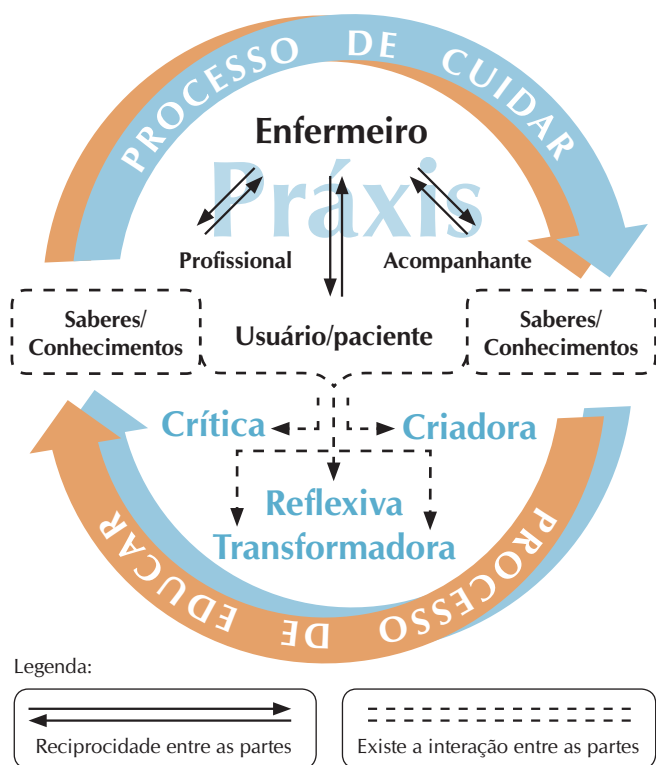 PROCESSO DE CUIDAR
Enfermeiro
Práxis
Profissional
Acompanhante
Saberes/
Conhecimentos
Usuário/paciente
Saberes/
Conhecimentos
Crítica
Criadora
Reflexiva
Transformadora
PROCESSO DE EDUCAR
Legenda:
Reciprocidade entre as partes
Existe a interação entre as partes